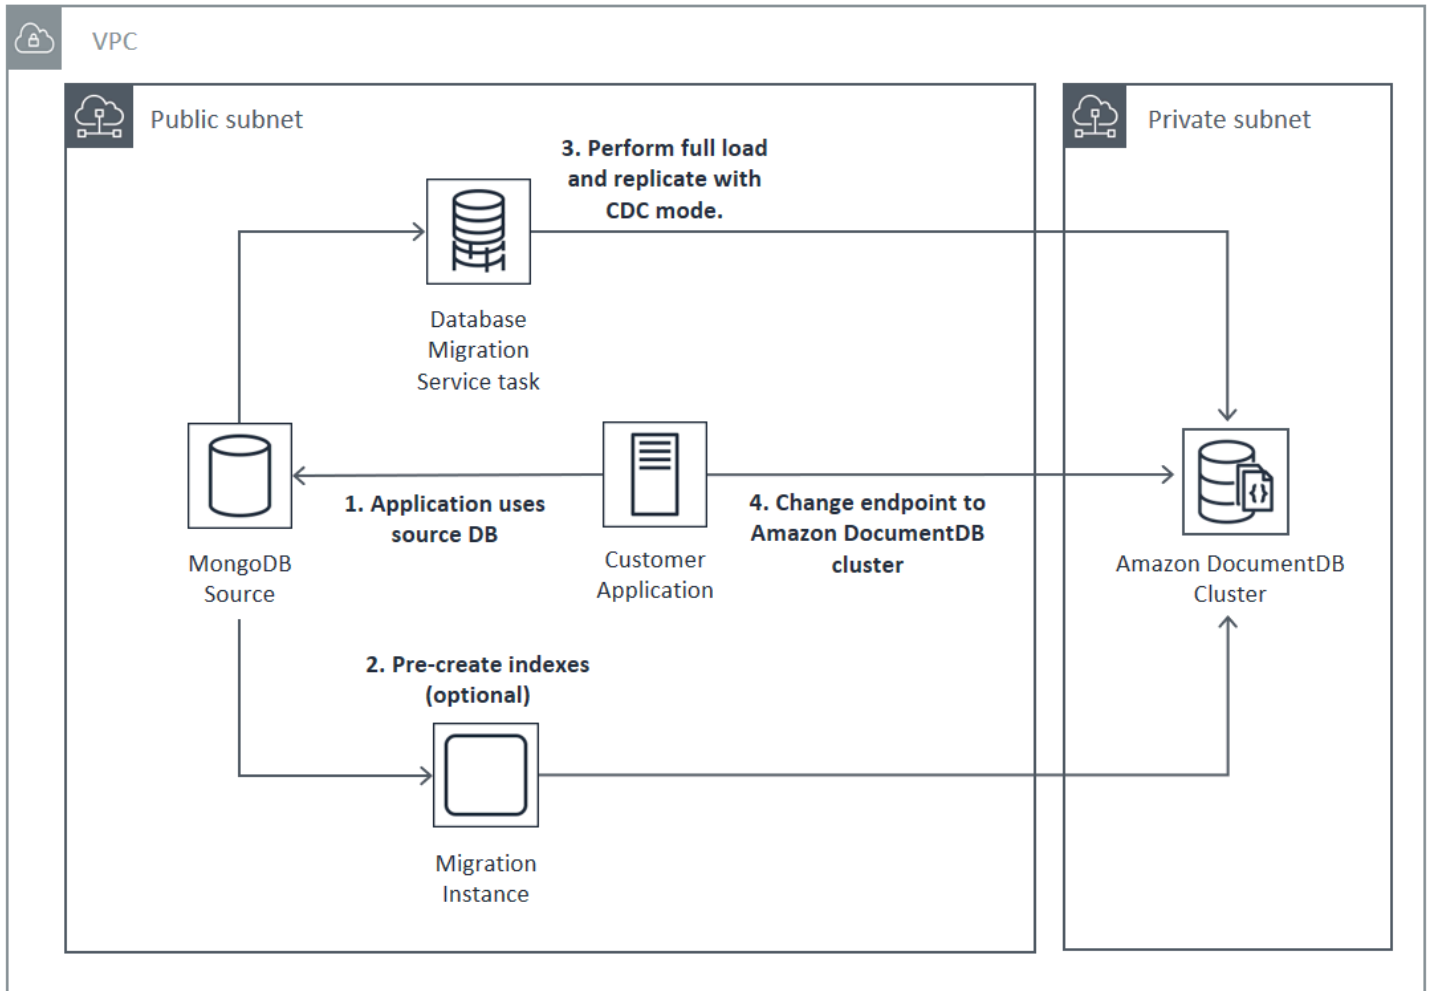 VPC
Public subnet
Private subnet
3. Perform full load
and replicate with
CDC mode.
Database
Migration
Service task
1. Application uses
source DB
4. Change endpoint to
Amazon DocumentDB
cluster
MongoDB
Source
Customer
Application
Amazon DocumentDB
Cluster
2. Pre-create indexes
(optional)
Migration
Instance